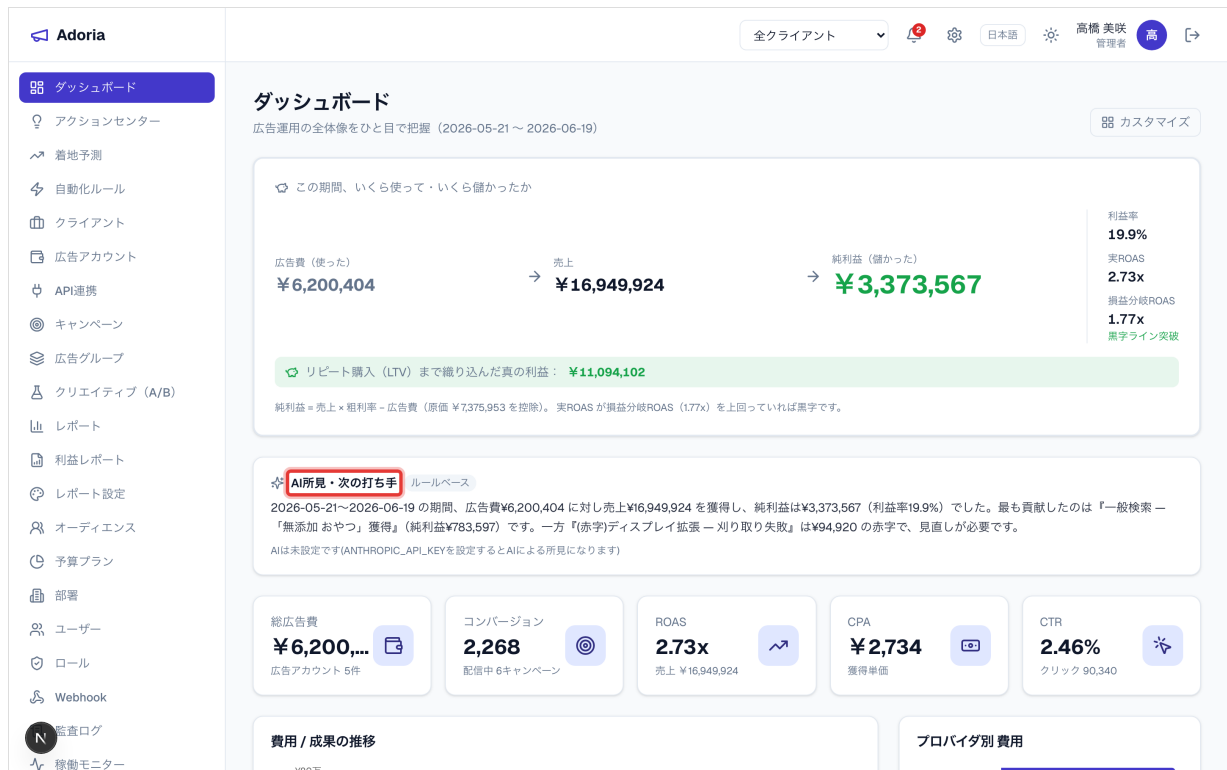 Adoria
全クライアント
2
日本語
高橋 美咲
管理者
高
ダッシュボード
アクションセンター
着地予測
自動化ルール
クライアント
広告アカウント
API連携
キャンペーン
広告グループ
クリエイティブ（A/B）
レポート
利益レポート
レポート設定
オーディエンス
予算プラン
部署
ユーザー
ロール
Webhook
監査ログ
稼働モニター
N
ダッシュボード
広告運用の全体像をひと目で把握（2026-05-21 〜 2026-06-19）
カスタマイズ
この期間、いくら使って・いくら儲かったか
広告費（使った）
¥6,200,404
売上
¥16,949,924
純利益（儲かった）
¥3,373,567
利益率
19.9%
実ROAS
2.73x
損益分岐ROAS
1.77x
黒字ライン突破
リピート購入（LTV）まで織り込んだ真の利益： ¥11,094,102
純利益 = 売上 × 粗利率 − 広告費（原価 ¥7,375,953 を控除）。 実ROAS が損益分岐ROAS（1.77x）を上回っていれば黒字です。
AI所見・次の打ち手 ルールベース
2026-05-21〜2026-06-19 の期間、広告費¥6,200,404 に対し売上¥16,949,924 を獲得し、純利益は¥3,373,567（利益率19.9%）でした。最も貢献したのは『一般検索 —
「無添加 おやつ」獲得』（純利益¥783,597）です。一方『(赤字)ディスプレイ拡張 — 刈り取り失敗』は¥94,920 の赤字で、見直しが必要です。
AIは未設定です(ANTHROPIC_API_KEYを設定するとAIによる所見になります)
総広告費
¥6,200,...
広告アカウント 5件
コンバージョン
2,268
配信中 6キャンペーン
ROAS
2.73x
売上 ¥16,949,924
CPA
¥2,734
獲得単価
CTR
2.46%
クリック 90,340
費用 / 成果の推移
プロバイダ別 費用